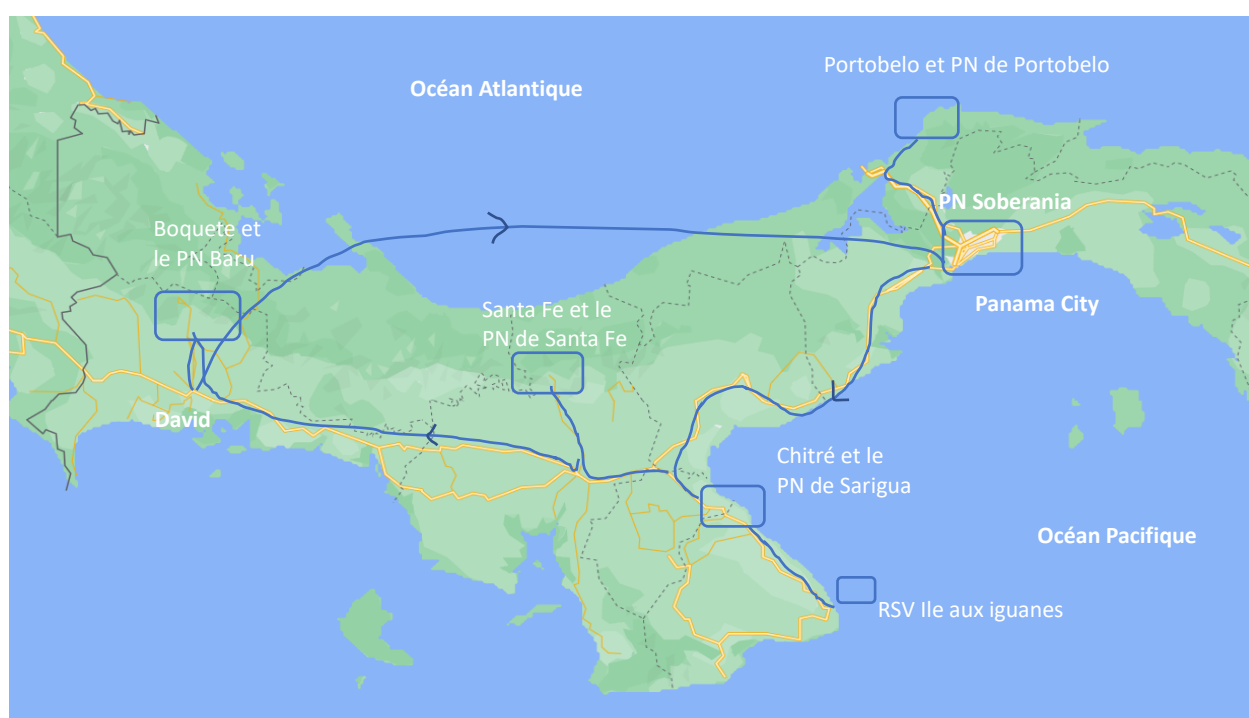 Portobelo et PN de Portobelo
Océan Atlantique
PN Soberania
Boquete et
le PN Baru
Santa Fe et le
PN de Santa Fe
Panama City
David
Chitré et le
PN de Sarigua
Océan Pacifique
RSV Ile aux iguanes